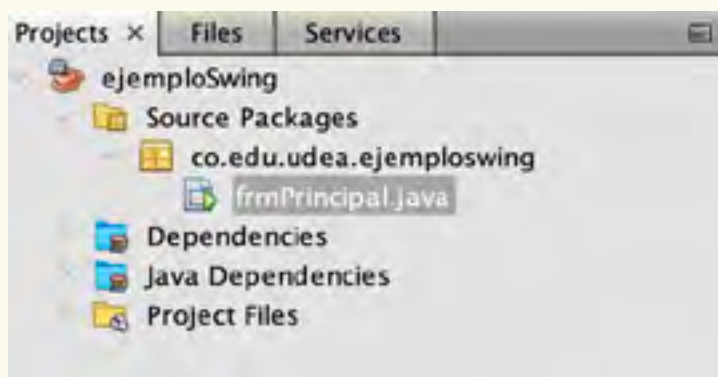 Projects × Files Services
ejemploSwing
Source Packages
co.edu.udea.ejemploswing
frmPrincipal.java
Dependencies
Java Dependencies
Project Files